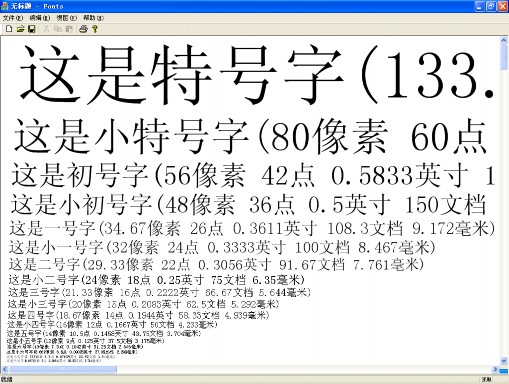 无标题 - Fonts
文件(F) 编辑(E) 视图(V) 帮助(H)
这是特号字(133.
这是小特号字(80像素 60点
这是初号字(56像素 42点 0.5833英寸 1
这是小初号字(48像素 36点 0.5英寸 150文档
这是一号字(34.67像素 26点 0.3611英寸 108.3文档 9.172毫米)
这是小一号字(32像素 24点 0.3333英寸 100文档 8.467毫米)
这是二号字(29.33像素 22点 0.3056英寸 91.67文档 7.761毫米)
这是小二号字(24像素 18点 0.25英寸 75文档 6.35毫米)
这是三号字(21.33像素 16点 0.2222英寸 66.67文档 5.644毫米)
这是小三号字(20像素 15点 0.2083英寸 62.5文档 5.292毫米)
这是四号字(18.67像素 14点 0.1944英寸 58.33文档 4.939毫米)
这是小四号字(16像素 12点 0.1667英寸 50文档 4.233毫米)
这是五号字(14像素 10.5点 0.1458英寸 43.75文档 3.704毫米)
这是小五号字(12像素 9点 0.125英寸 37.5文档 3.175毫米)
就绪